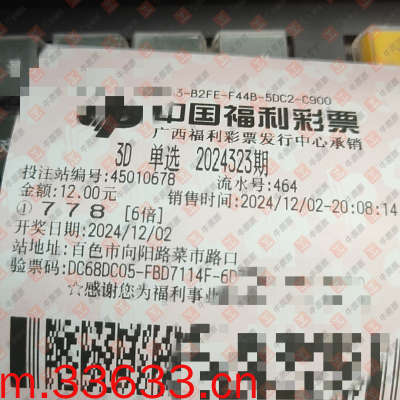 3-B2FE-F44B-5DC2-C900
中国福利彩票
广西福利彩票发行中心承销
3D 单选 2024323期
投注站编号:45010678 流水号:464
金额:12.00元 销售时间:2024/12/02-20:08:14
① 7 7 8 [6倍]
开奖日期:2024/12/02
站地址:百色市向阳路菜市路口
验票码:DC68DC05-FBD7114F-6
☆感谢您为福利事业
m.33633.cn